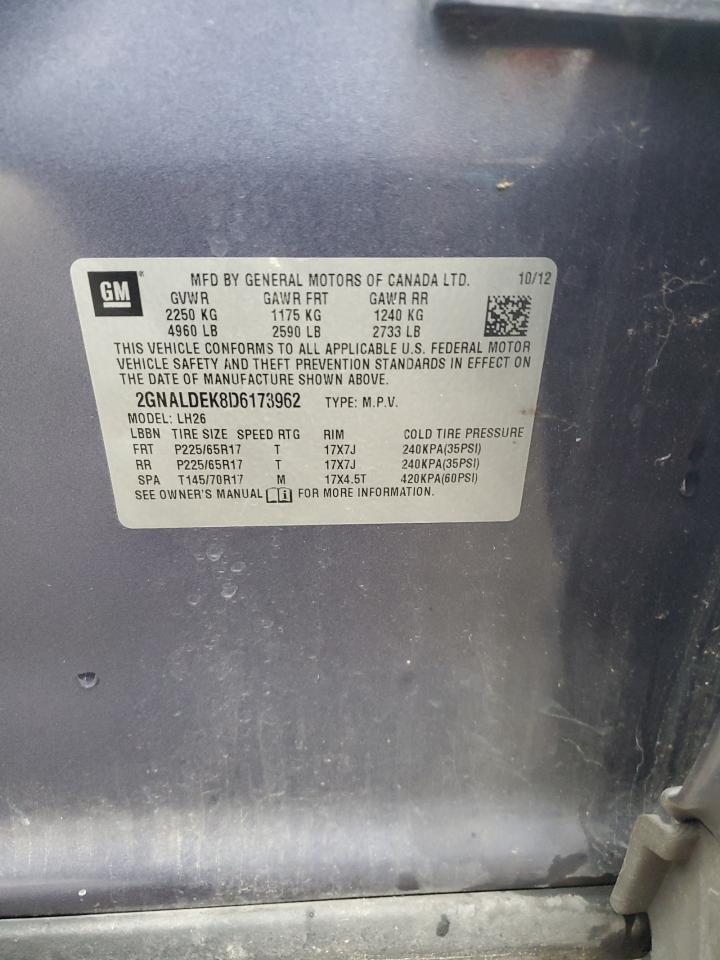 GM MFD BY GENERAL MOTORS OF CANADA LTD. 10/12
GVWR GAWR FRT GAWR RR
2250 KG 1175 KG 1240 KG
4960 LB 2590 LB 2733 LB
THIS VEHICLE CONFORMS TO ALL APPLICABLE U.S. FEDERAL MOTOR
VEHICLE SAFETY AND THEFT PREVENTION STANDARDS IN EFFECT ON
THE DATE OF MANUFACTURE SHOWN ABOVE.
2GNALDEK8D6173962 TYPE: M.P.V.
MODEL: LH26
LBBN TIRE SIZE SPEED RTG RIM COLD TIRE PRESSURE
FRT P225/65R17 T 17X7J 240KPA(35PSI)
RR P225/65R17 T 17X7J 240KPA(35PSI)
SPA T145/70R17 M 17X4.5T 420KPA(60PSI)
SEE OWNER'S MANUAL FOR MORE INFORMATION.